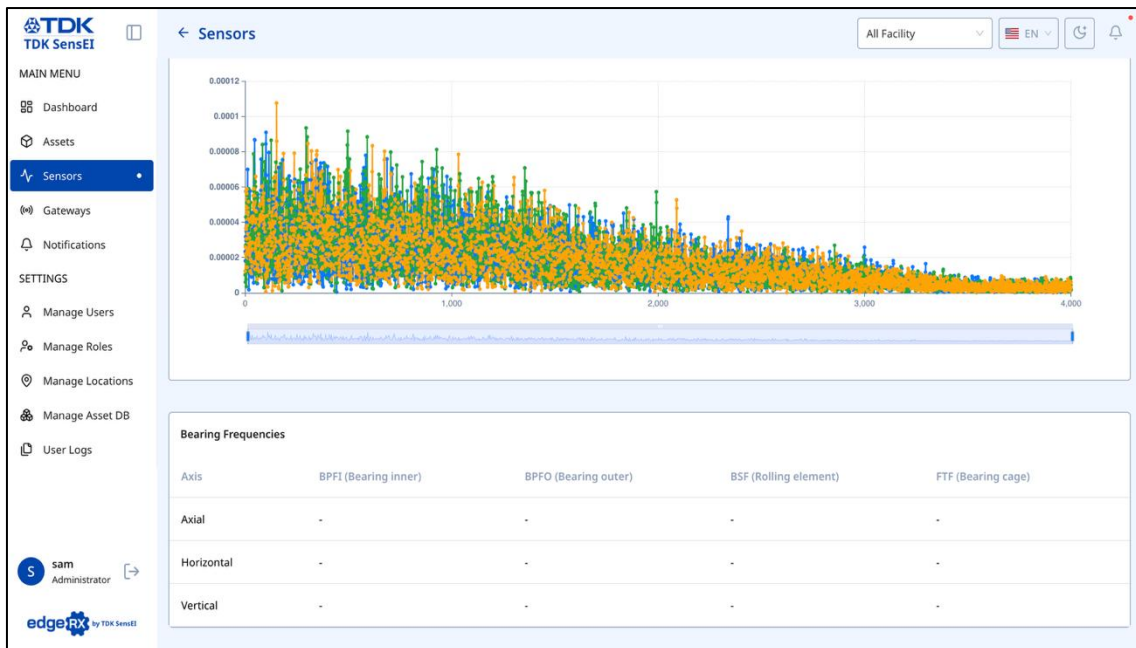 TDK
TDK SensEI
MAIN MENU
Dashboard
Assets
Sensors
Gateways
Notifications
SETTINGS
Manage Users
Manage Roles
Manage Locations
Manage Asset DB
User Logs
S
sam
Administrator
edgeRX by TDK SensEI
Sensors
All Facility
EN
0.00012
0.0001
0.00008
0.00006
0.00004
0.00002
0
0 1,000 2,000 3,000 4,000
Bearing Frequencies
Axis BPFI (Bearing inner) BPFO (Bearing outer) BSF (Rolling element) FTF (Bearing cage)
Axial - - - -
Horizontal - - - -
Vertical - - - -